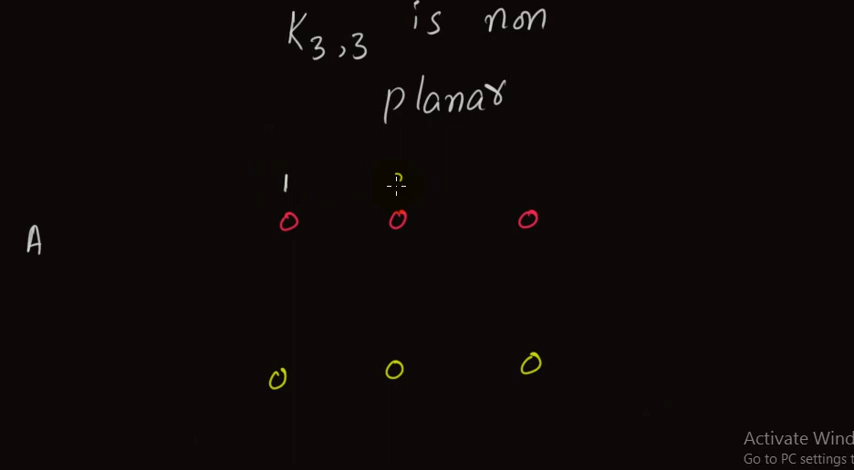 K3,3 is non
planar
1
A
Activate Wind
Go to PC settings t